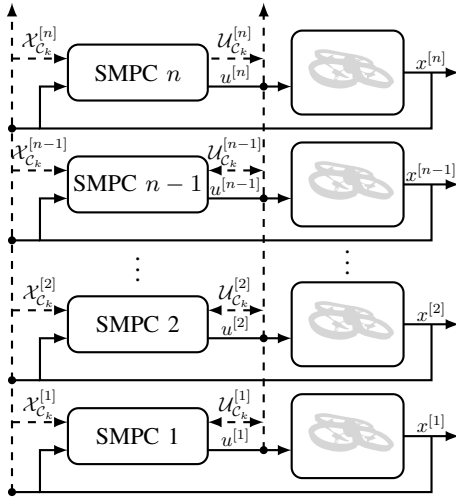 𝒳_{𝒞_k}^{[n]} 𝒰_{𝒞_k}^{[n]} x^{[n]}
SMPC n u^{[n]}
𝒳_{𝒞_k}^{[n-1]} 𝒰_{𝒞_k}^{[n-1]} x^{[n-1]}
SMPC n − 1 u^{[n-1]}
⋮ ⋮
𝒳_{𝒞_k}^{[2]} 𝒰_{𝒞_k}^{[2]} x^{[2]}
SMPC 2 u^{[2]}
𝒳_{𝒞_k}^{[1]} 𝒰_{𝒞_k}^{[1]} x^{[1]}
SMPC 1 u^{[1]}